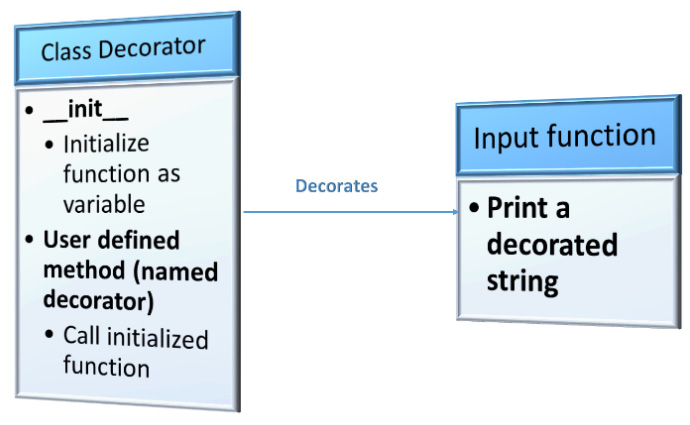 Class Decorator
• __init__
• Initialize
function as
variable
• User defined
method (named
decorator)
• Call initialized
function
Decorates
Input function
• Print a
decorated
string